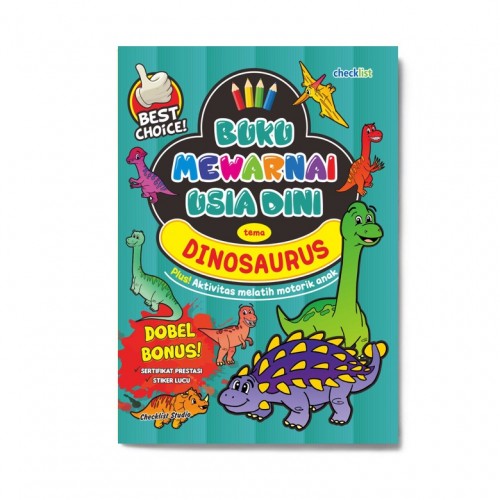 checklist
BEST
CHOICE!
BUKU
MEWARNAI
USIA DINI
tema
DINOSAURUS
Plus! Aktivitas melatih motorik anak
DOBEL
BONUS!
SERTIFIKAT PRESTASI
STIKER LUCU
Checklist Studio